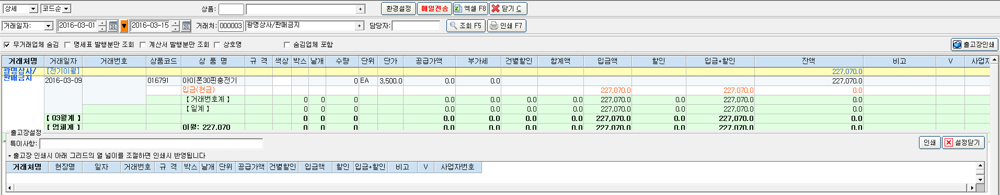 상세 코드순 상품: + 환경설정 메일전송 엑셀 F8 닫기 C
거래일자: 2016-03-01 ▼ 2016-03-15 거래처: 000003 광명상사/판매금지 + 담당자: 조회 F5 인쇄 F7
무거래업체 숨김 명세표 발행분만 조회 계산서 발행분만 조회 상호명 숨김업체 포함 출고장인쇄
거래처명 거래일자 거래번호 상품코드 상 품 명 규 격 색상 박스 낱개 수량 단위 단가 공급가액 부가세 건별할인 합계액 입금액 할인 입금+할인 잔액 비고 V 사업자
광명상사/ [전기이월] 227,070.0
판매금지 2016-03-09 016791 아이폰30핀충전기 0 EA 3,500.0 0.0 0.0 227,070.0
입금(현금) 227,070.0 227,070.0 0.0
【 거래번호계 】 0 0 0 0.0 0.0 0.0 0.0 227,070.0 0.0 227,070.0 0.0
【 일계 】 0 0 0 0.0 0.0 0.0 0.0 227,070.0 0.0 227,070.0 0.0
【 03월계 】 0 0 0 0.0 0.0 0.0 0.0 227,070.0 0.0 227,070.0 0.0
【 업체계 】 이월: 227,070 0 0 0 0.0 0.0 0.0 0.0 227,070.0 0.0 227,070.0 0.0
출고장설정
특이사항: 인쇄 설정닫기
* 출고장 인쇄시 아래 그리드의 열 넓이를 조절하면 인쇄시 반영됩니다
거래처명 현장명 일자 거래번호 규 격 박스 낱개 단위 공급가액 건별할인 입금액 할인 입금+할인 비고 V 사업자번호